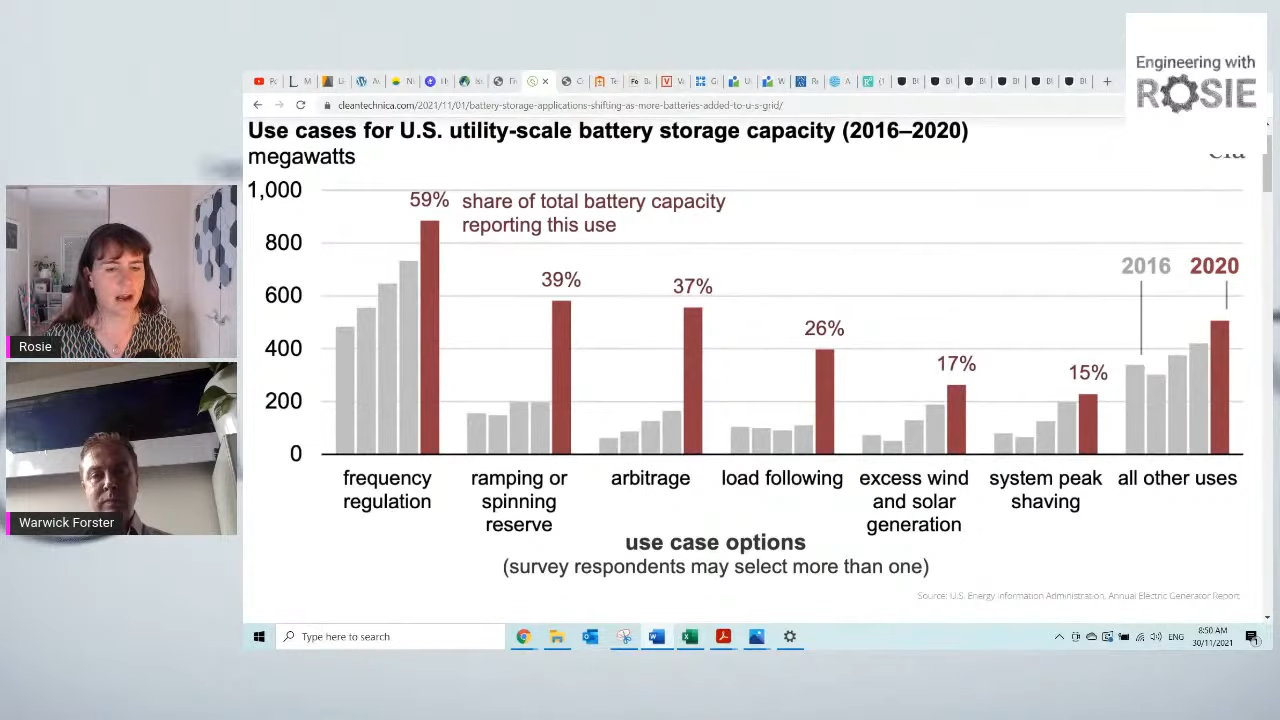 Engineering with
ROSIE
cleantechnica.com/2021/11/01/battery-storage-applications-shifting-as-more-batteries-added-to-u-s-grid/
Use cases for U.S. utility-scale battery storage capacity (2016–2020)
megawatts
eia
1,000
800
600
400
200
0
59%
share of total battery capacity
reporting this use
39%
37%
26%
17%
15%
2016 2020
frequency
regulation
ramping or
spinning
reserve
arbitrage
load following
excess wind
and solar
generation
system peak
shaving
all other uses
use case options
(survey respondents may select more than one)
Source: U.S. Energy Information Administration, Annual Electric Generator Report
Rosie
Warwick Forster
Type here to search
ENG
8:50 AM
30/11/2021